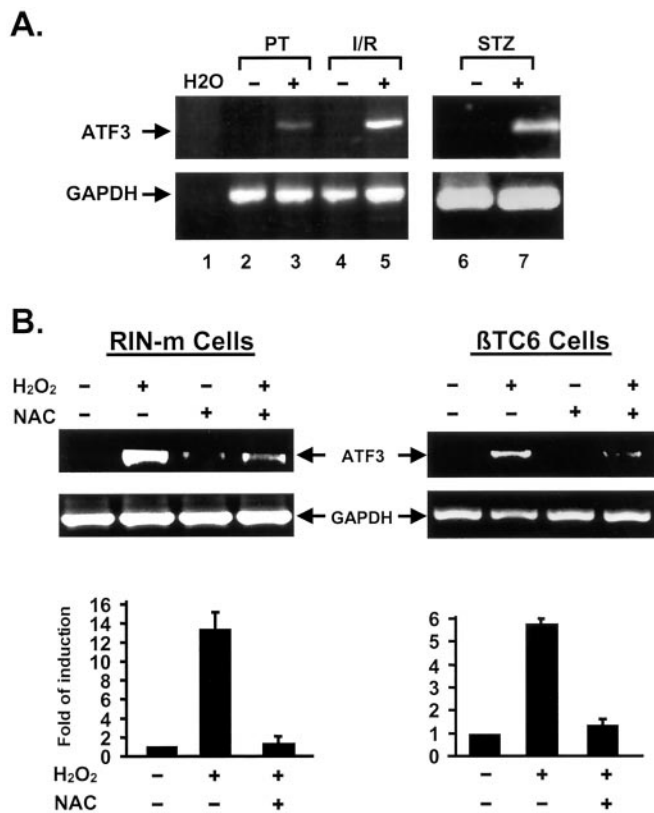 A.
PT I/R STZ
H2O - + - + - +
ATF3
GAPDH
1 2 3 4 5 6 7
B.
RIN-m Cells ßTC6 Cells
H₂O₂ - + - + - + - +
NAC - - + + - - + +
ATF3
GAPDH
Fold of induction
16
14
12
10
8
6
4
2
0
6
5
4
3
2
1
0
H₂O₂ - + + - + +
NAC - - + - - +